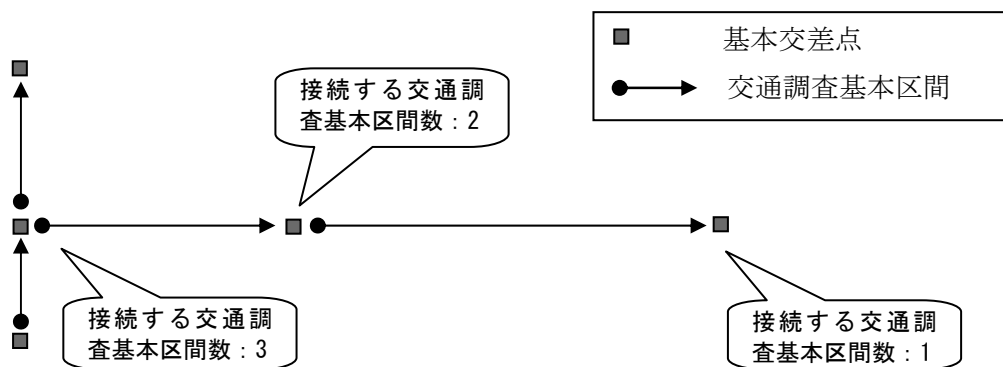 基本交差点
交通調査基本区間
接続する交通調
査基本区間数：2
接続する交通調
査基本区間数：3
接続する交通調
査基本区間数：1